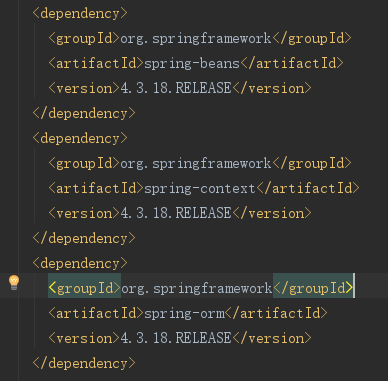 <dependency>
<groupId>org.springframework</groupId>
<artifactId>spring-beans</artifactId>
<version>4.3.18.RELEASE</version>
</dependency>
<dependency>
<groupId>org.springframework</groupId>
<artifactId>spring-context</artifactId>
<version>4.3.18.RELEASE</version>
</dependency>
<dependency>
<groupId>org.springframework</groupId>
<artifactId>spring-orm</artifactId>
<version>4.3.18.RELEASE</version>
</dependency>